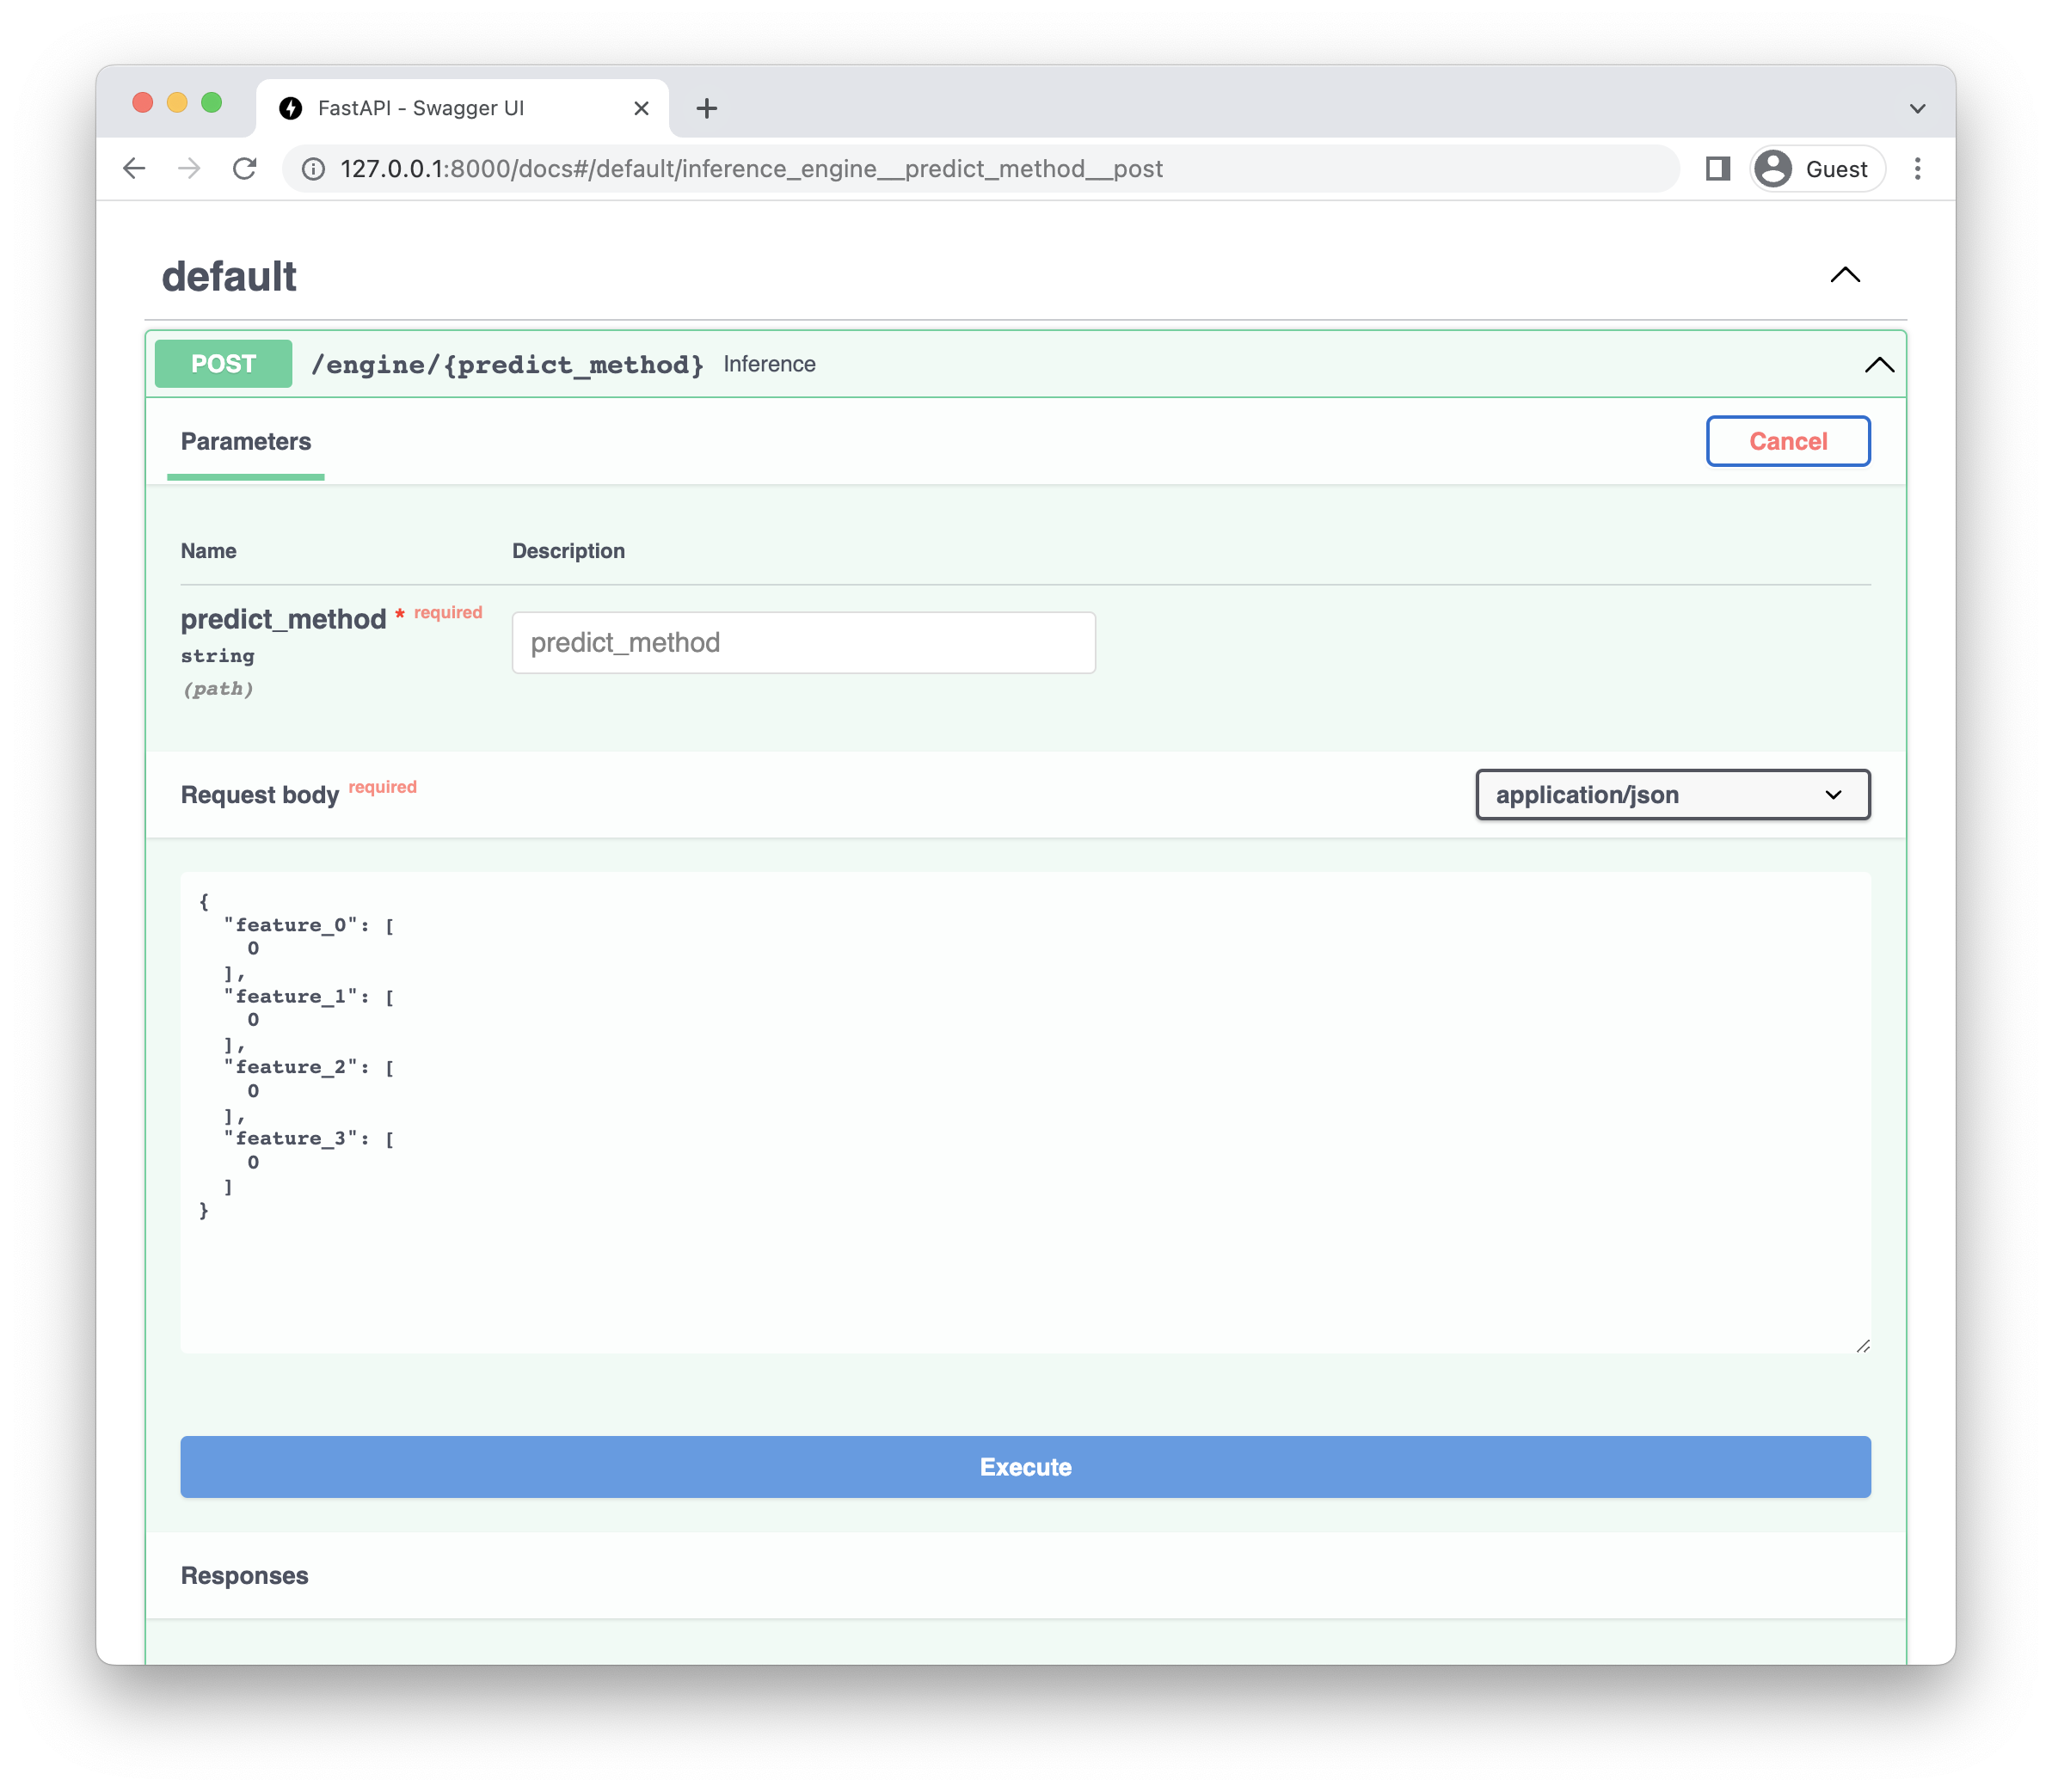 FastAPI - Swagger UI
127.0.0.1:8000/docs#/default/inference_engine__predict_method__post
Guest
default
POST /engine/{predict_method} Inference
Parameters
Cancel
Name Description
predict_method * required
string
(path)
predict_method
Request body required
application/json
{
  "feature_0": [
    0
  ],
  "feature_1": [
    0
  ],
  "feature_2": [
    0
  ],
  "feature_3": [
    0
  ]
}
Execute
Responses